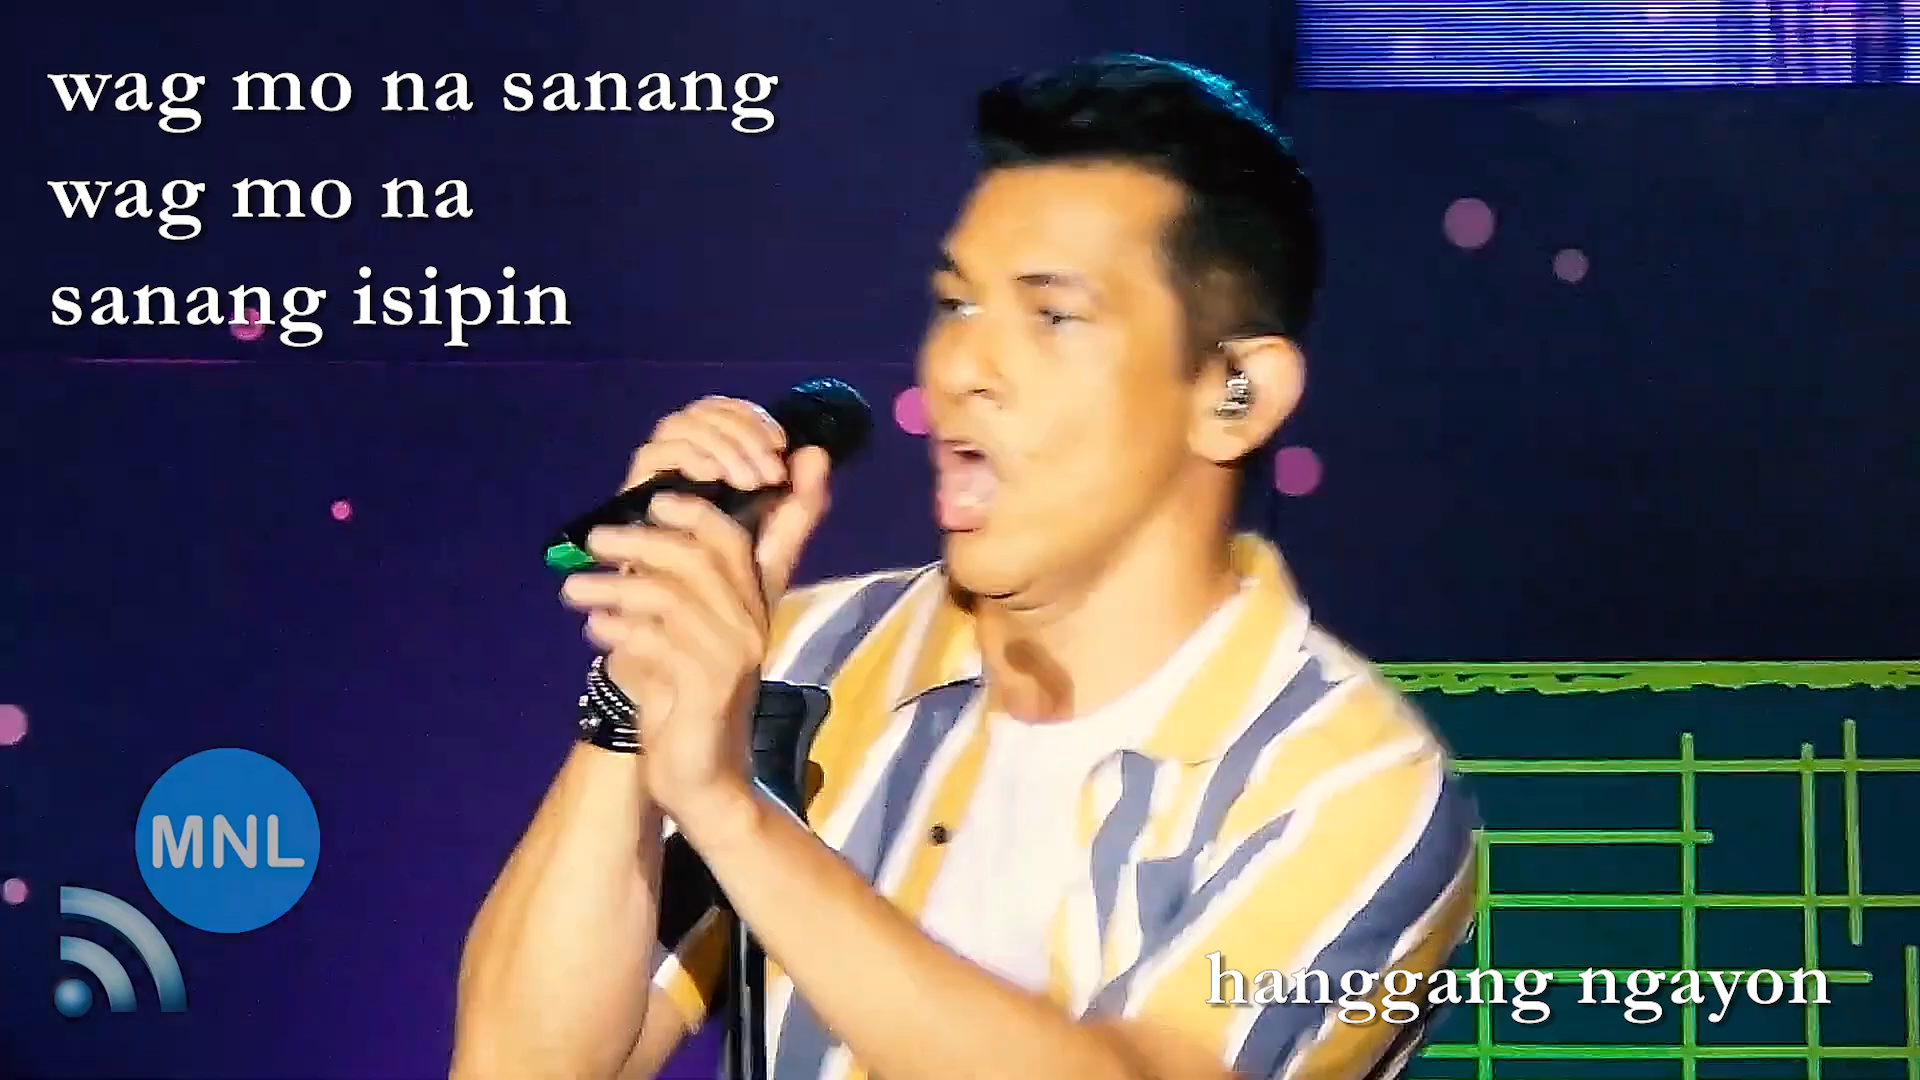 wag mo na sanang
wag mo na
sanang isipin
MNL
hanggang ngayon